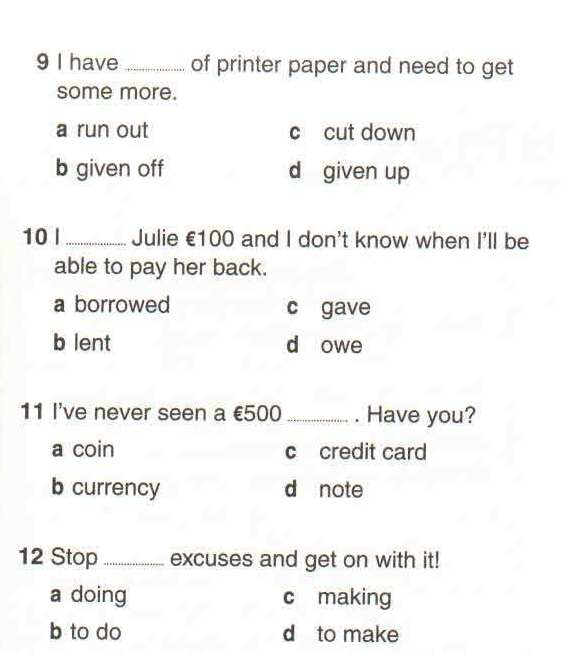 9 I have ............ of printer paper and need to get
some more.
a run out c cut down
b given off d given up
10 I ............ Julie €100 and I don't know when I'll be
able to pay her back.
a borrowed c gave
b lent d owe
11 I've never seen a €500 ............ . Have you?
a coin c credit card
b currency d note
12 Stop ............ excuses and get on with it!
a doing c making
b to do d to make